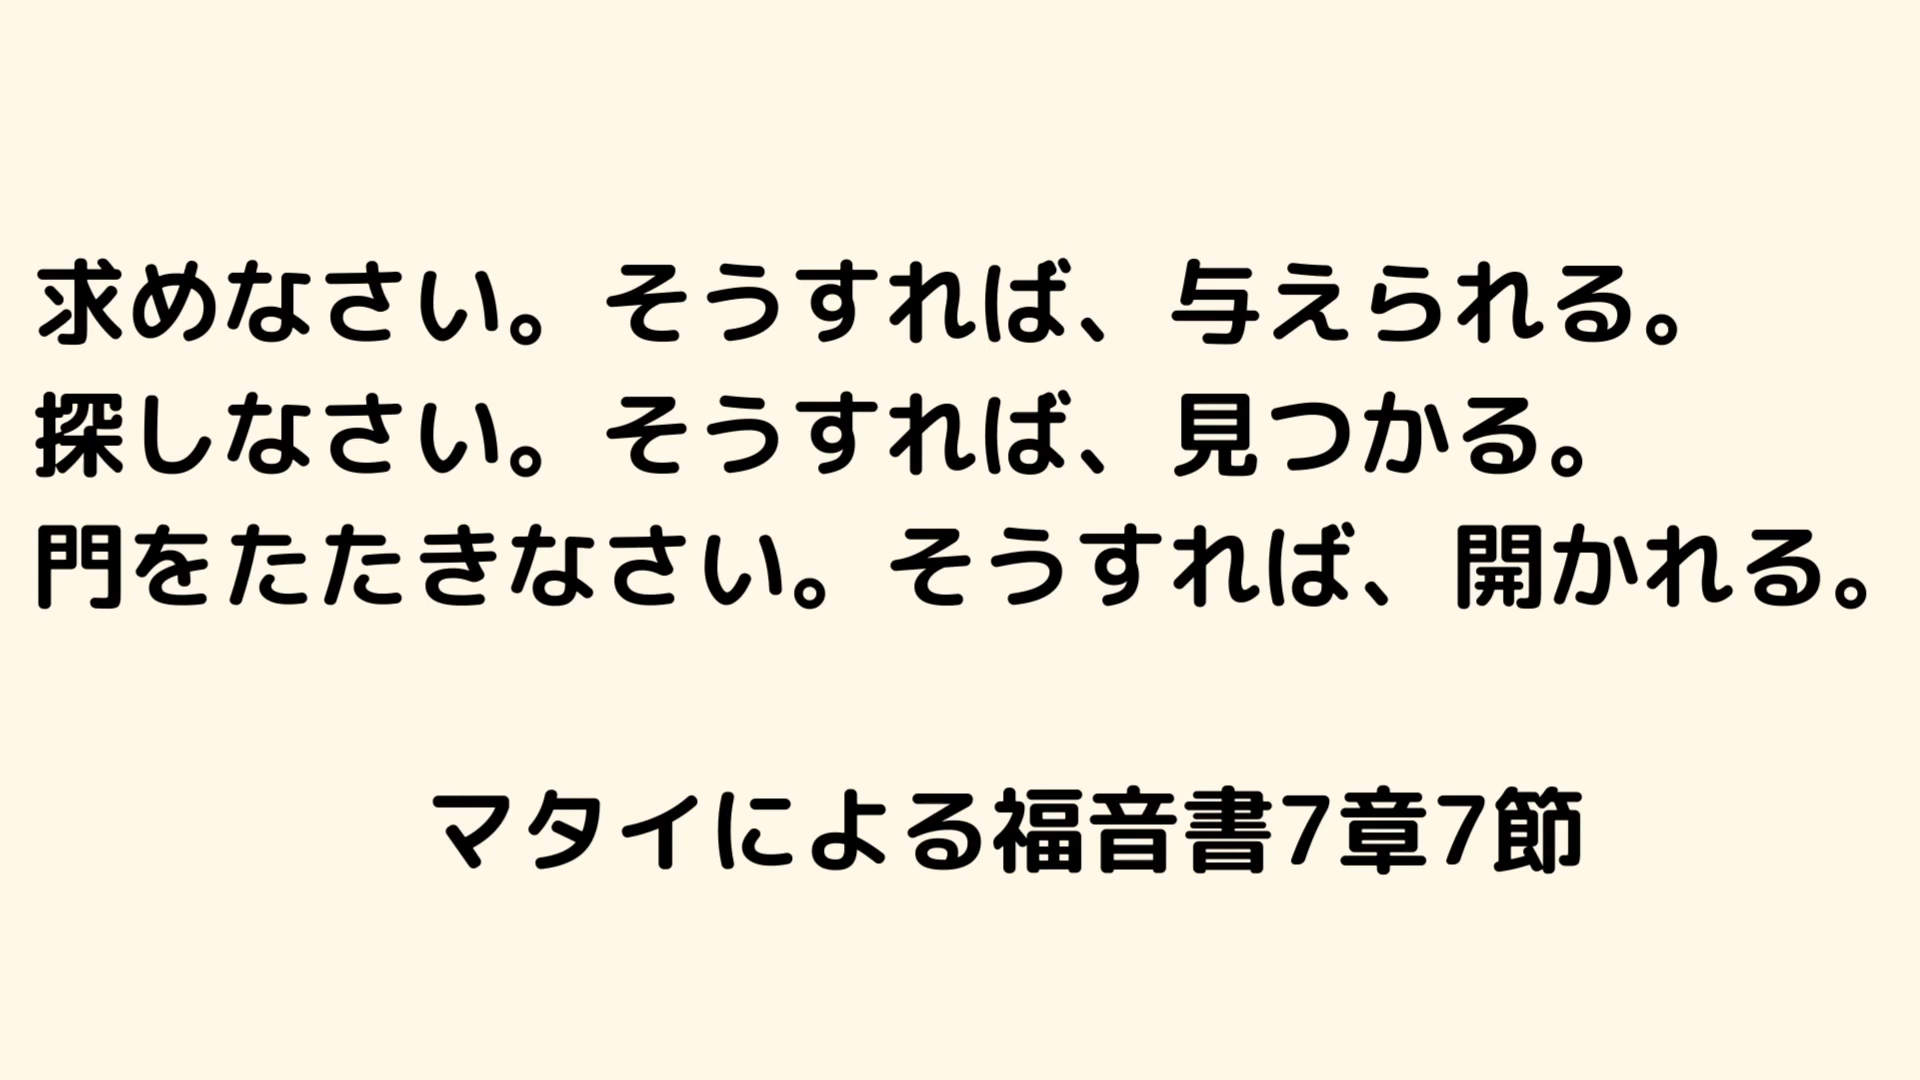 求めなさい。そうすれば、与えられる。
探しなさい。そうすれば、見つかる。
門をたたきなさい。そうすれば、開かれる。
マタイによる福音書7章7節